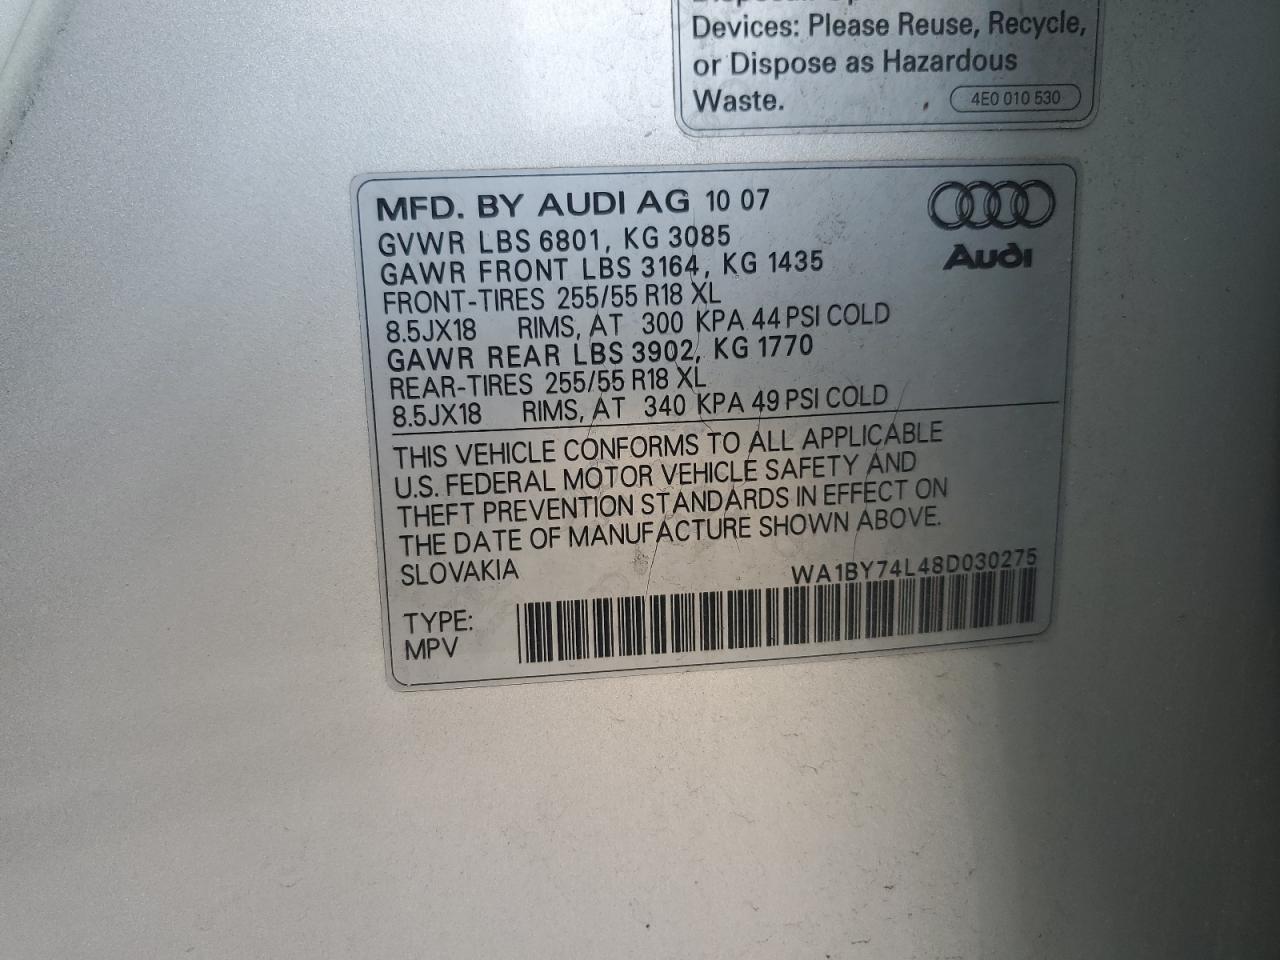 Devices: Please Reuse, Recycle,
or Dispose as Hazardous
Waste.
4E0 010 530
MFD. BY AUDI AG 10 07
GVWR LBS 6801, KG 3085
GAWR FRONT LBS 3164, KG 1435
Audi
FRONT-TIRES 255/55 R18 XL
8.5JX18 RIMS, AT 300 KPA 44 PSI COLD
GAWR REAR LBS 3902, KG 1770
REAR-TIRES 255/55 R18 XL
8.5JX18 RIMS, AT 340 KPA 49 PSI COLD
THIS VEHICLE CONFORMS TO ALL APPLICABLE
U.S. FEDERAL MOTOR VEHICLE SAFETY AND
THEFT PREVENTION STANDARDS IN EFFECT ON
THE DATE OF MANUFACTURE SHOWN ABOVE.
SLOVAKIA WA1BY74L48D030275
TYPE:
MPV